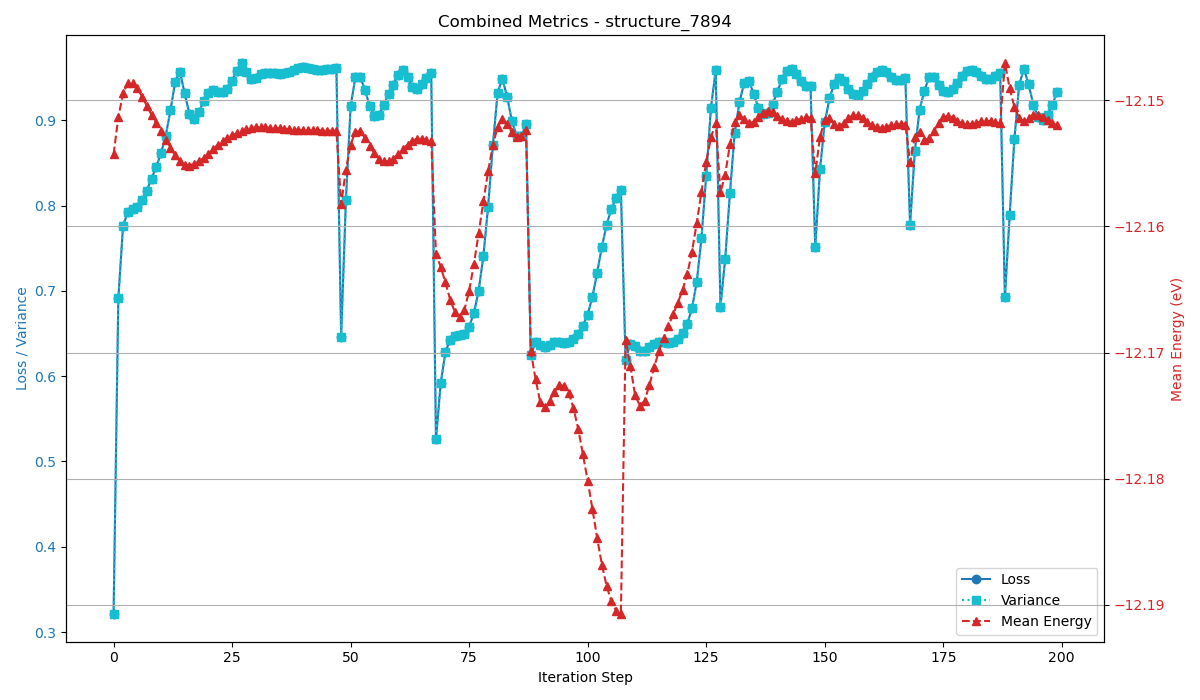 Combined Metrics - structure_7894
Loss / Variance
0.9
0.8
0.7
0.6
0.5
0.4
0.3
−12.15
−12.16
−12.17
−12.18
−12.19
Mean Energy (eV)
Loss
Variance
Mean Energy
0 25 50 75 100 125 150 175 200
Iteration Step